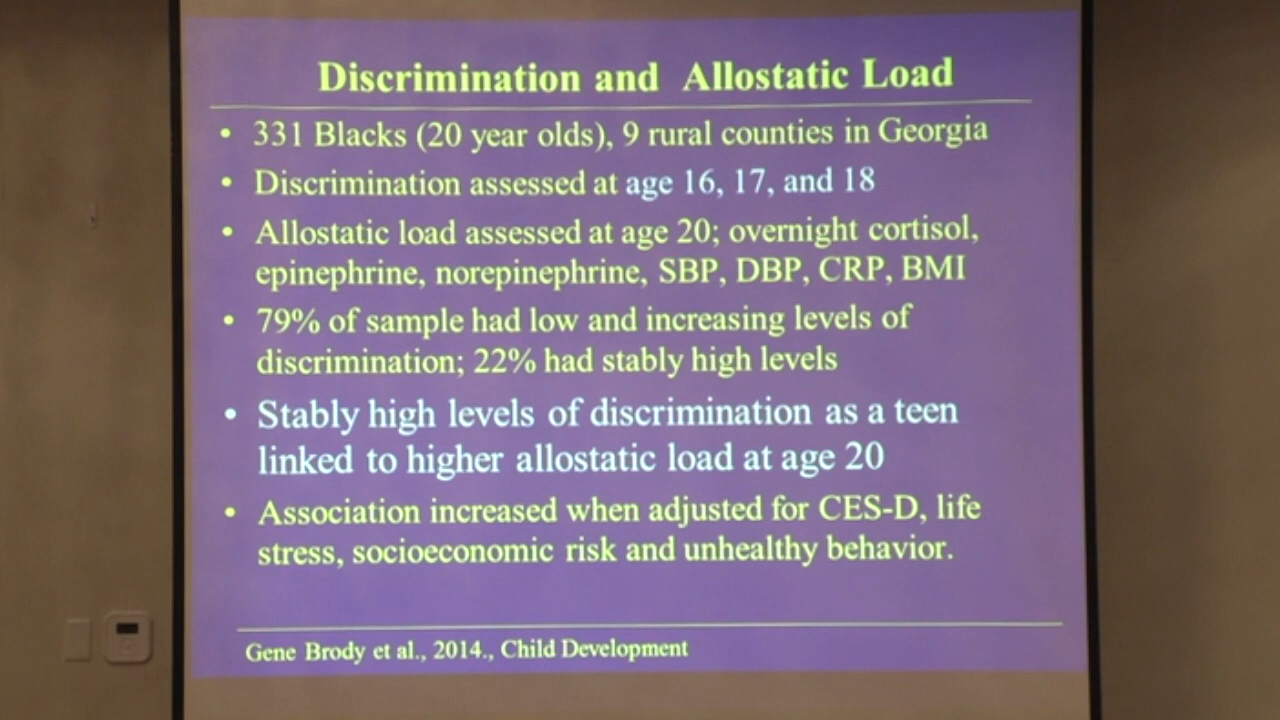 Discrimination and Allostatic Load
• 331 Blacks (20 year olds), 9 rural counties in Georgia
• Discrimination assessed at age 16, 17, and 18
• Allostatic load assessed at age 20; overnight cortisol,
epinephrine, norepinephrine, SBP, DBP, CRP, BMI
• 79% of sample had low and increasing levels of
discrimination; 22% had stably high levels
• Stably high levels of discrimination as a teen
linked to higher allostatic load at age 20
• Association increased when adjusted for CES-D, life
stress, socioeconomic risk and unhealthy behavior.
Gene Brody et al., 2014., Child Development